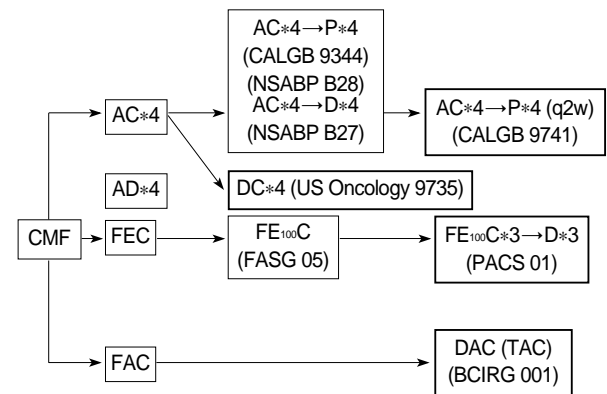 AC*4→P*4
(CALGB 9344)
(NSABP B28)
AC*4→D*4
(NSABP B27)
AC*4
AC*4→P*4 (q2w)
(CALGB 9741)
AD*4
DC*4 (US Oncology 9735)
CMF
FEC
FE₁₀₀C
(FASG 05)
FE₁₀₀C*3→D*3
(PACS 01)
FAC
DAC (TAC)
(BCIRG 001)